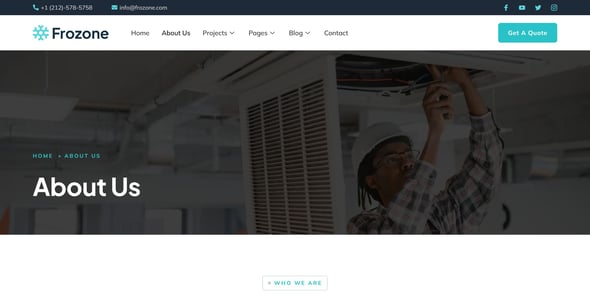 +1 (212)-578-5758 info@frozone.com
Frozone Home About Us Projects Pages Blog Contact Get A Quote
HOME » ABOUT US
About Us
WHO WE ARE